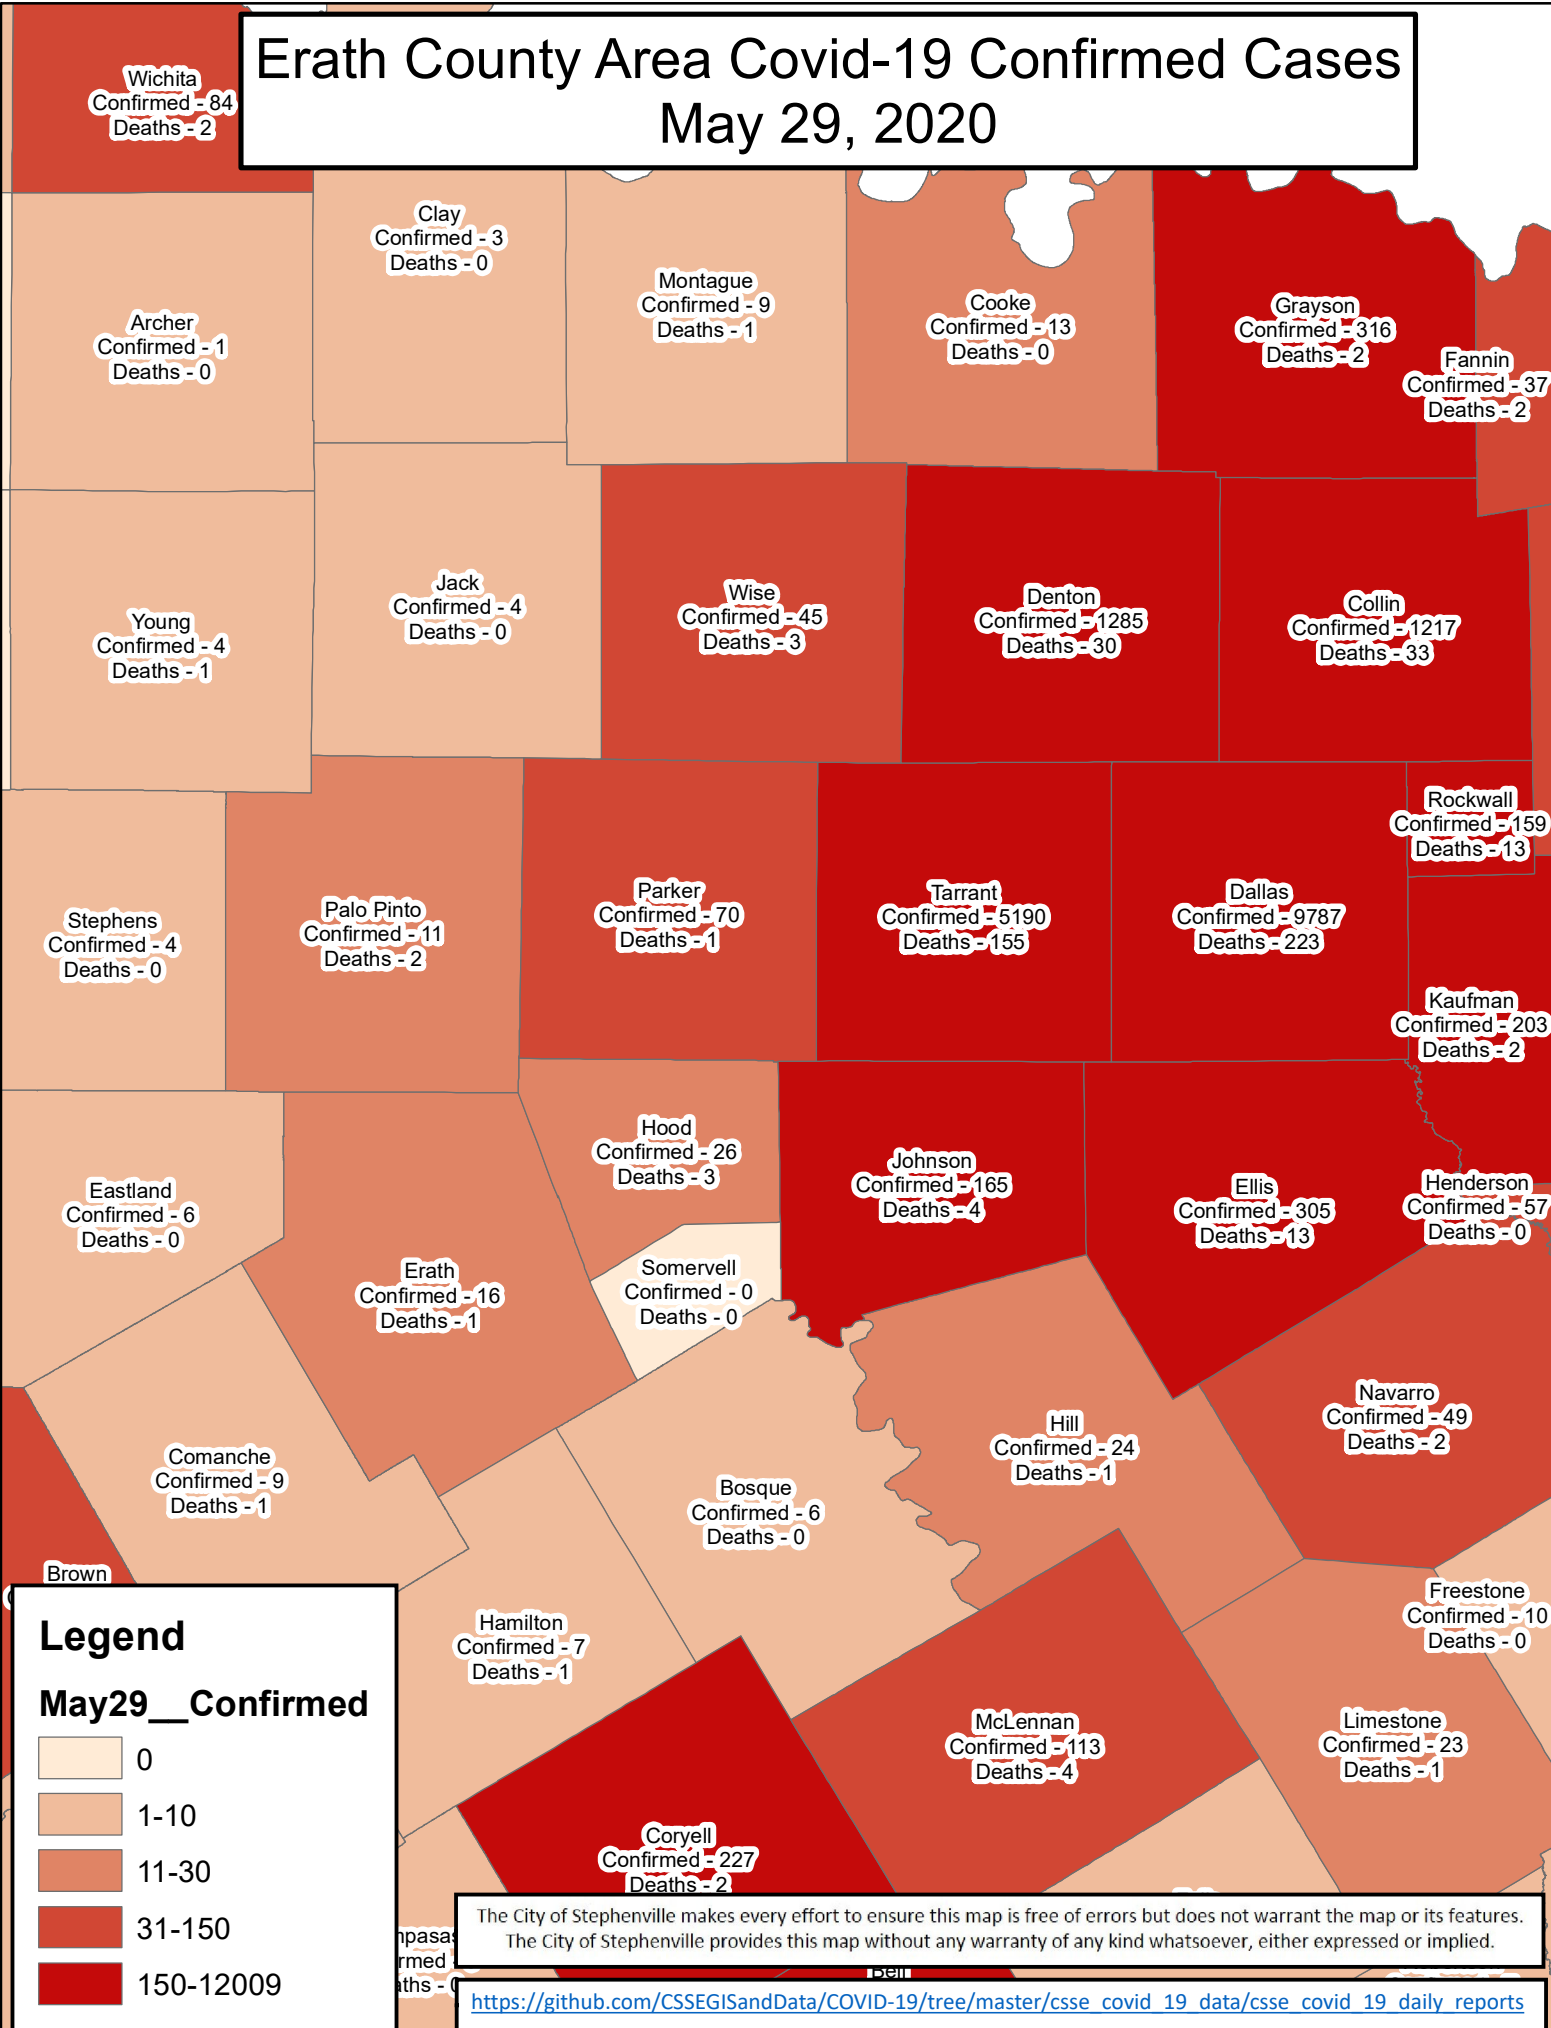 Erath County Area Covid-19 Confirmed Cases
May 29, 2020
Wichita
Confirmed - 84
Deaths - 2
Clay
Confirmed - 3
Deaths - 0
Montague
Confirmed - 9
Deaths - 1
Cooke
Confirmed - 13
Deaths - 0
Grayson
Confirmed - 316
Deaths - 2
Archer
Confirmed - 1
Deaths - 0
Fannin
Confirmed - 37
Deaths - 2
Young
Confirmed - 4
Deaths - 1
Jack
Confirmed - 4
Deaths - 0
Wise
Confirmed - 45
Deaths - 3
Denton
Confirmed - 1285
Deaths - 30
Collin
Confirmed - 1217
Deaths - 33
Rockwall
Confirmed - 159
Deaths - 13
Stephens
Confirmed - 4
Deaths - 0
Palo Pinto
Confirmed - 11
Deaths - 2
Parker
Confirmed - 70
Deaths - 1
Tarrant
Confirmed - 5190
Deaths - 155
Dallas
Confirmed - 9787
Deaths - 223
Kaufman
Confirmed - 203
Deaths - 2
Eastland
Confirmed - 6
Deaths - 0
Hood
Confirmed - 26
Deaths - 3
Johnson
Confirmed - 165
Deaths - 4
Ellis
Confirmed - 305
Deaths - 13
Henderson
Confirmed - 57
Deaths - 0
Erath
Confirmed - 16
Deaths - 1
Somervell
Confirmed - 0
Deaths - 0
Comanche
Confirmed - 9
Deaths - 1
Bosque
Confirmed - 6
Deaths - 0
Hill
Confirmed - 24
Deaths - 1
Navarro
Confirmed - 49
Deaths - 2
Brown
Hamilton
Confirmed - 7
Deaths - 1
Freestone
Confirmed - 10
Deaths - 0
McLennan
Confirmed - 113
Deaths - 4
Limestone
Confirmed - 23
Deaths - 1
Coryell
Confirmed - 227
Deaths - 2
Bell
Legend
May29__Confirmed
0
1-10
11-30
31-150
150-12009
The City of Stephenville makes every effort to ensure this map is free of errors but does not warrant the map or its features.
The City of Stephenville provides this map without any warranty of any kind whatsoever, either expressed or implied.
https://github.com/CSSEGISandData/COVID-19/tree/master/csse_covid_19_data/csse_covid_19_daily_reports